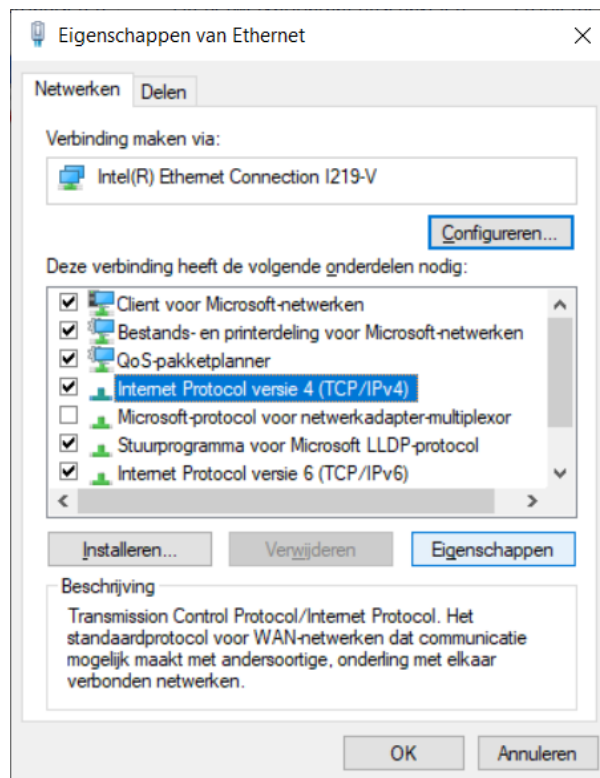 Eigenschappen van Ethernet
Netwerken
Delen
Verbinding maken via:
Intel(R) Ethernet Connection I219-V
Configureren...
Deze verbinding heeft de volgende onderdelen nodig:
Client voor Microsoft-netwerken
Bestands- en printerdeling voor Microsoft-netwerken
QoS-pakketplanner
Internet Protocol versie 4 (TCP/IPv4)
Microsoft-protocol voor netwerkadapter-multiplexor
Stuurprogramma voor Microsoft LLDP-protocol
Internet Protocol versie 6 (TCP/IPv6)
Installeren...
Verwijderen
Eigenschappen
Beschrijving
Transmission Control Protocol/Internet Protocol. Het
standaardprotocol voor WAN-netwerken dat communicatie
mogelijk maakt met andersoortige, onderling met elkaar
verbonden netwerken.
OK
Annuleren